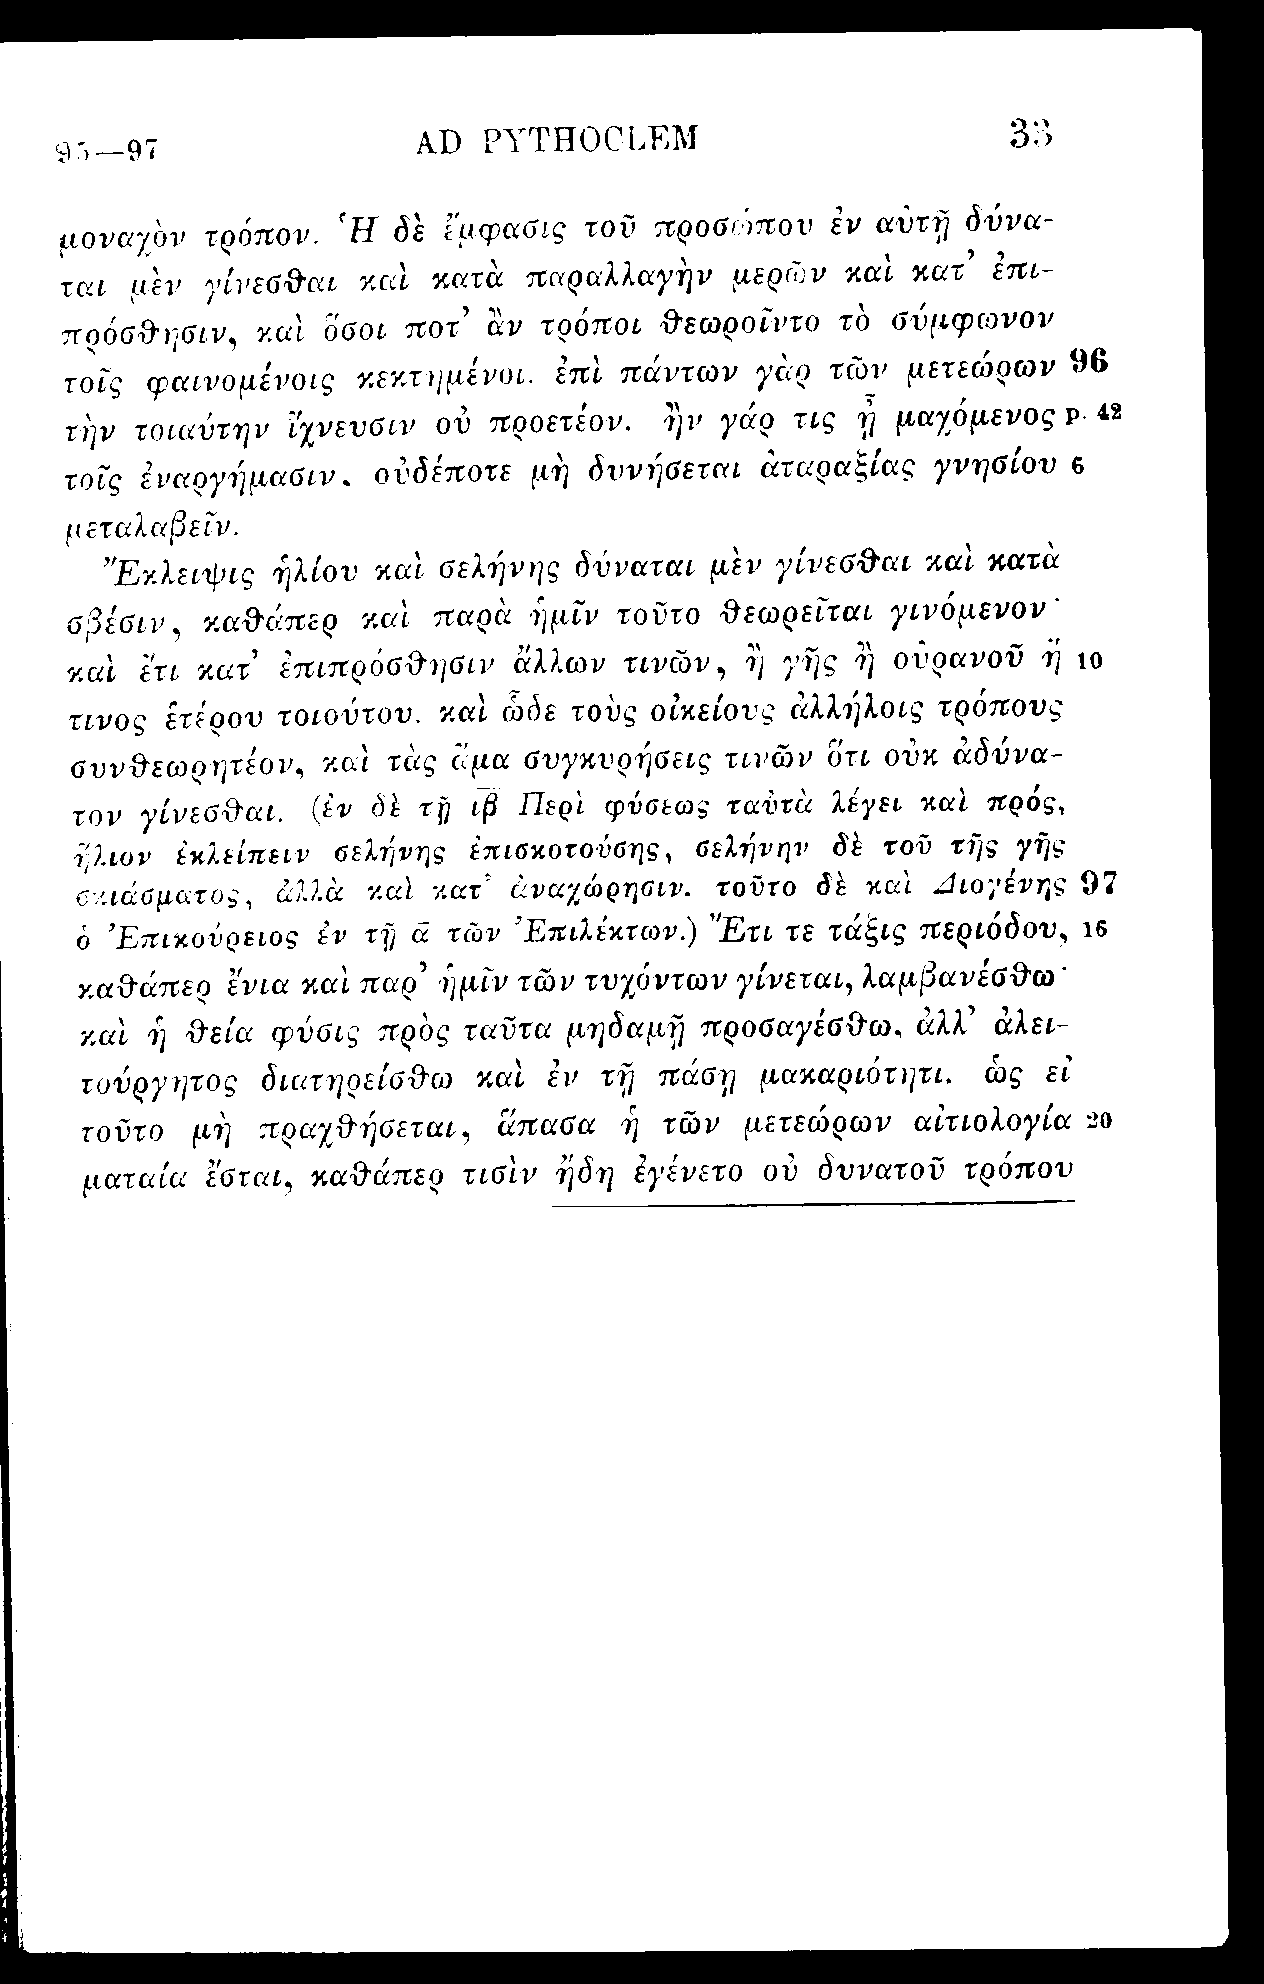 95—97 AD PYTHOCLEM 33
μοναχὸν τρόπον. Ἡ δὲ ἔμφασις τοῦ προσώπου ἐν αὐτῇ δύνα-
ται μὲν γίνεσθαι καὶ κατὰ παραλλαγὴν μερῶν καὶ κατ’ ἐπι-
πρόσθησιν, καὶ ὅσοι ποτ’ ἂν τρόποι θεωροῖντο τὸ σύμφωνον
τοῖς φαινομένοις κεκτημένοι. ἐπὶ πάντων γὰρ τῶν μετεώρων 96
τὴν τοιαύτην ἴχνευσιν οὐ προετέον. ἢν γάρ τις ᾖ μαχόμενος p. 42
τοῖς ἐναργήμασιν, οὐδέποτε μὴ δυνήσεται ἀταραξίας γνησίου 6
μεταλαβεῖν.
Ἔκλειψις ἡλίου καὶ σελήνης δύναται μὲν γίνεσθαι καὶ κατὰ
σβέσιν, καθάπερ καὶ παρὰ ἡμῖν τοῦτο θεωρεῖται γινόμενον·
καὶ ἔτι κατ’ ἐπιπρόσθησιν ἄλλων τινῶν, ἢ γῆς ἢ οὐρανοῦ ἤ 10
τινος ἑτέρου τοιούτου. καὶ ὧδε τοὺς οἰκείους ἀλλήλοις τρόπους
συνθεωρητέον, καὶ τὰς ἅμα συγκυρήσεις τινῶν ὅτι οὐκ ἀδύνα-
τον γίνεσθαι. (ἐν δὲ τῇ ι̅β̅ Περὶ φύσεως ταὐτὰ λέγει καὶ πρός,
ἥλιον ἐκλείπειν σελήνης ἐπισκοτούσης, σελήνην δὲ τοῦ τῆς γῆς
σκιάσματος, ἀλλὰ καὶ κατ’ ἀναχώρησιν. τοῦτο δὲ καὶ Διογένης 97
ὁ Ἐπικούρειος ἐν τῇ α̅ τῶν Ἐπιλέκτων.) Ἔτι τε τάξις περιόδου, 16
καθάπερ ἔνια καὶ παρ’ ἡμῖν τῶν τυχόντων γίνεται, λαμβανέσθω·
καὶ ἡ θεία φύσις πρὸς ταῦτα μηδαμῇ προσαγέσθω, ἀλλ’ ἀλει-
τούργητος διατηρείσθω καὶ ἐν τῇ πάσῃ μακαριότητι. ὡς εἰ
τοῦτο μὴ πραχθήσεται, ἅπασα ἡ τῶν μετεώρων αἰτιολογία 20
ματαία ἔσται, καθάπερ τισὶν ἤδη ἐγένετο οὐ δυνατοῦ τρόπου